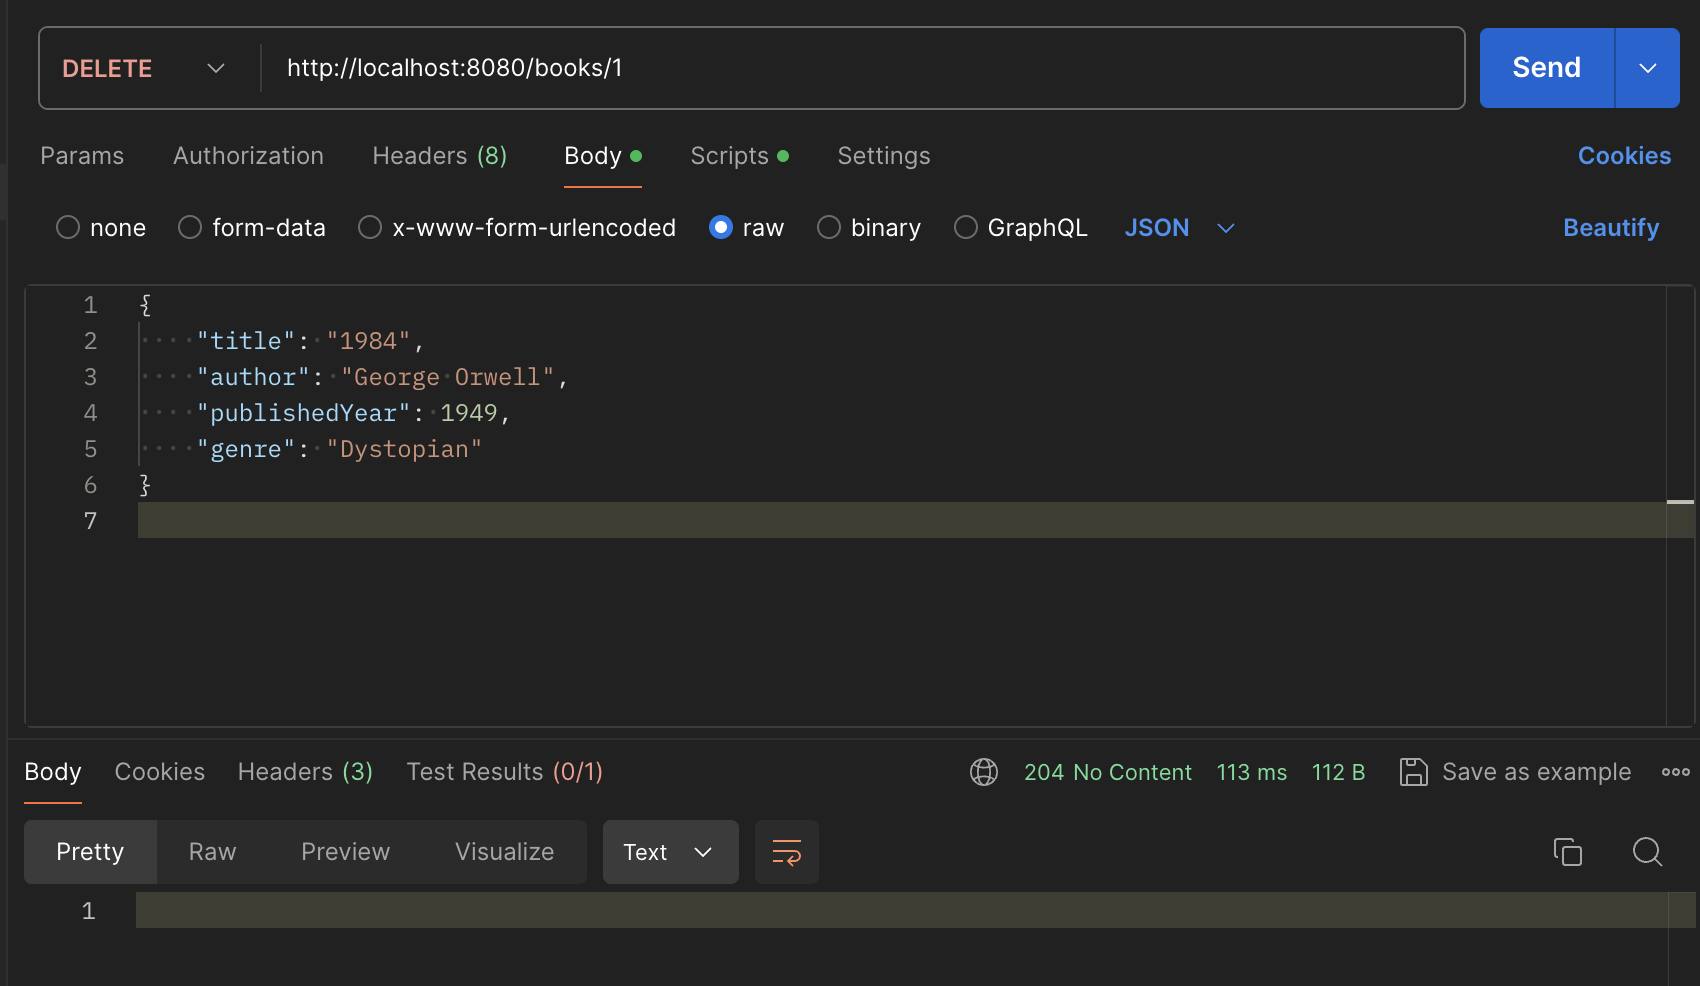 DELETE http://localhost:8080/books/1 Send
Params Authorization Headers (8) Body Scripts Settings Cookies
none form-data x-www-form-urlencoded raw binary GraphQL JSON Beautify
1 {
2 ····"title":·"1984",
3 ····"author":·"George·Orwell",
4 ····"publishedYear":·1949,
5 ····"genre":·"Dystopian"
6 }
7
Body Cookies Headers (3) Test Results (0/1) 204 No Content 113 ms 112 B Save as example
Pretty Raw Preview Visualize Text
1